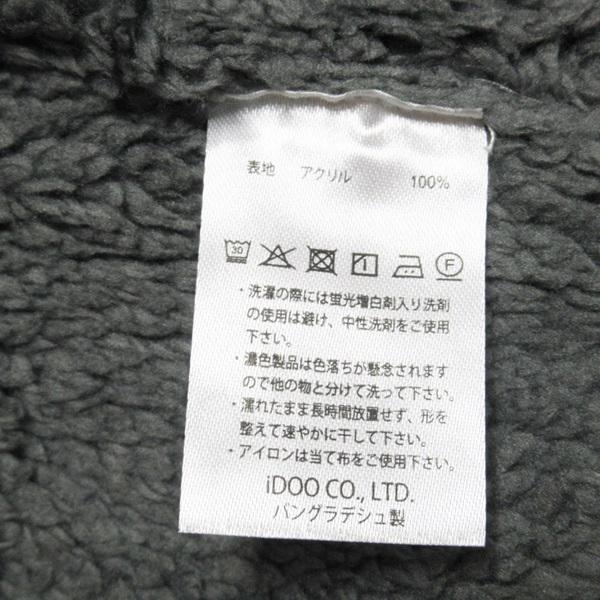 表地 アクリル 100%
30 F
・洗濯の際には蛍光増白剤入り洗剤
の使用は避け、中性洗剤をご使用
下さい。
・濃色製品は色落ちが懸念されます
ので他の物と分けて洗って下さい。
・濡れたまま長時間放置せず、形を
整えて速やかに干して下さい。
・アイロンは当て布をご使用下さい。
iDOO CO., LTD.
バングラデシュ製